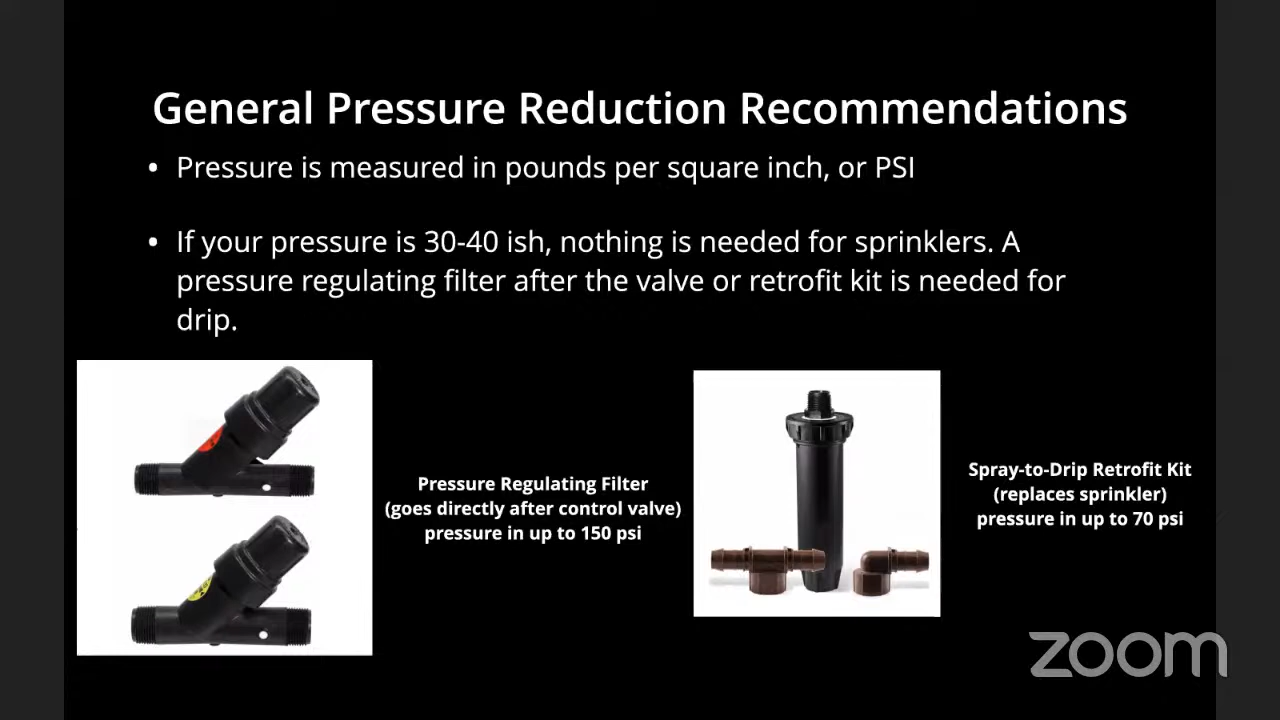 General Pressure Reduction Recommendations
• Pressure is measured in pounds per square inch, or PSI
• If your pressure is 30-40 ish, nothing is needed for sprinklers. A
pressure regulating filter after the valve or retrofit kit is needed for
drip.
Pressure Regulating Filter
(goes directly after control valve)
pressure in up to 150 psi
Spray-to-Drip Retrofit Kit
(replaces sprinkler)
pressure in up to 70 psi
zoom